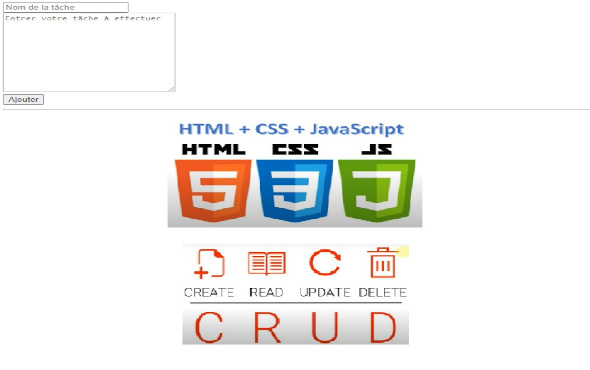 Nom de la tâche
Entrer votre tâche à effectuer
Ajouter
HTML + CSS + JavaScript
HTML CSS JS
5 3
CREATE READ UPDATE DELETE
C R U D